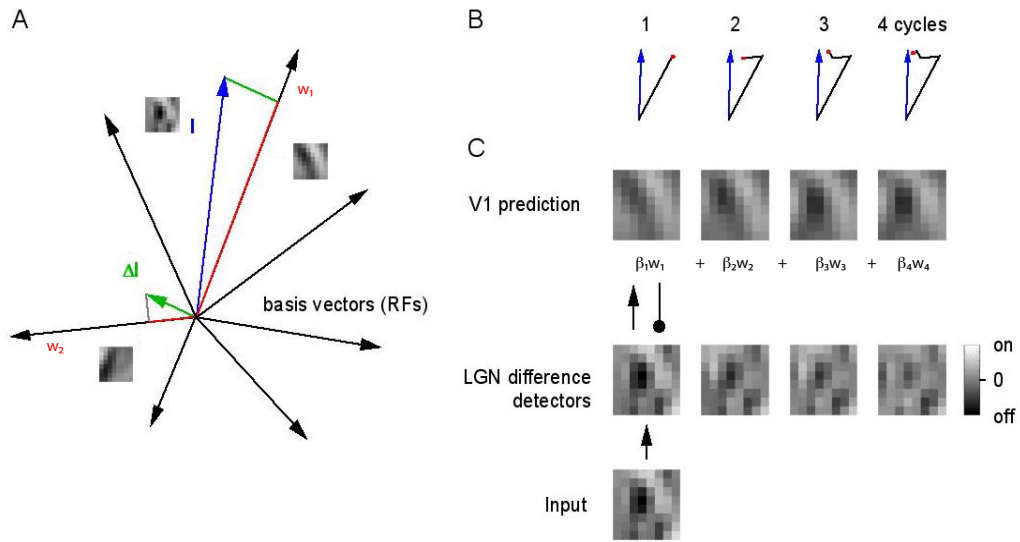 A
w₁
I
ΔI
basis vectors (RFs)
w₂
B
1 2 3 4 cycles
C
V1 prediction
β₁w₁ + β₂w₂ + β₃w₃ + β₄w₄
LGN difference
detectors
on
0
off
Input